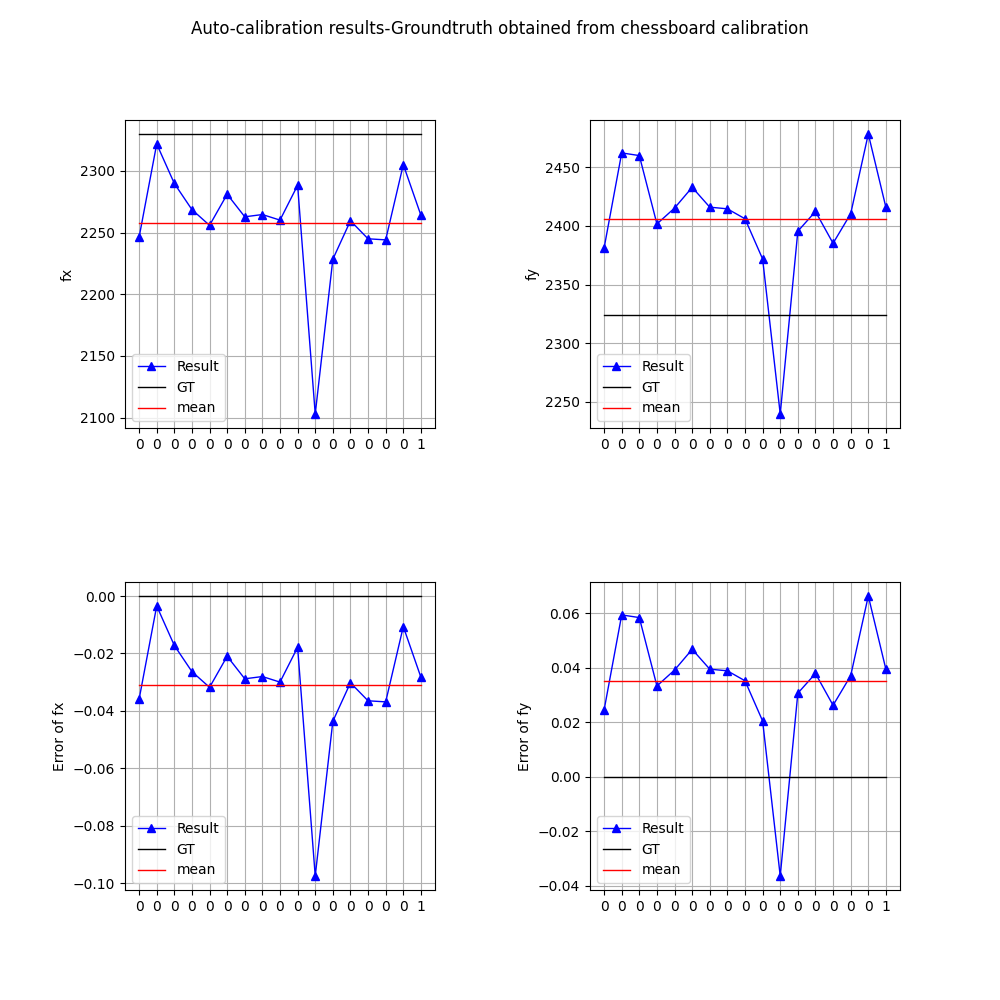 Auto-calibration results-Groundtruth obtained from chessboard calibration
fx
2300
2250
2200
2150
2100
Result
GT
mean
0 0 0 0 0 0 0 0 0 0 0 0 0 0 0 0 1
fy
2450
2400
2350
2300
2250
Result
GT
mean
0 0 0 0 0 0 0 0 0 0 0 0 0 0 0 0 1
Error of fx
0.00
−0.02
−0.04
−0.06
−0.08
−0.10
Result
GT
mean
0 0 0 0 0 0 0 0 0 0 0 0 0 0 0 0 1
Error of fy
0.06
0.04
0.02
0.00
−0.02
−0.04
Result
GT
mean
0 0 0 0 0 0 0 0 0 0 0 0 0 0 0 0 1